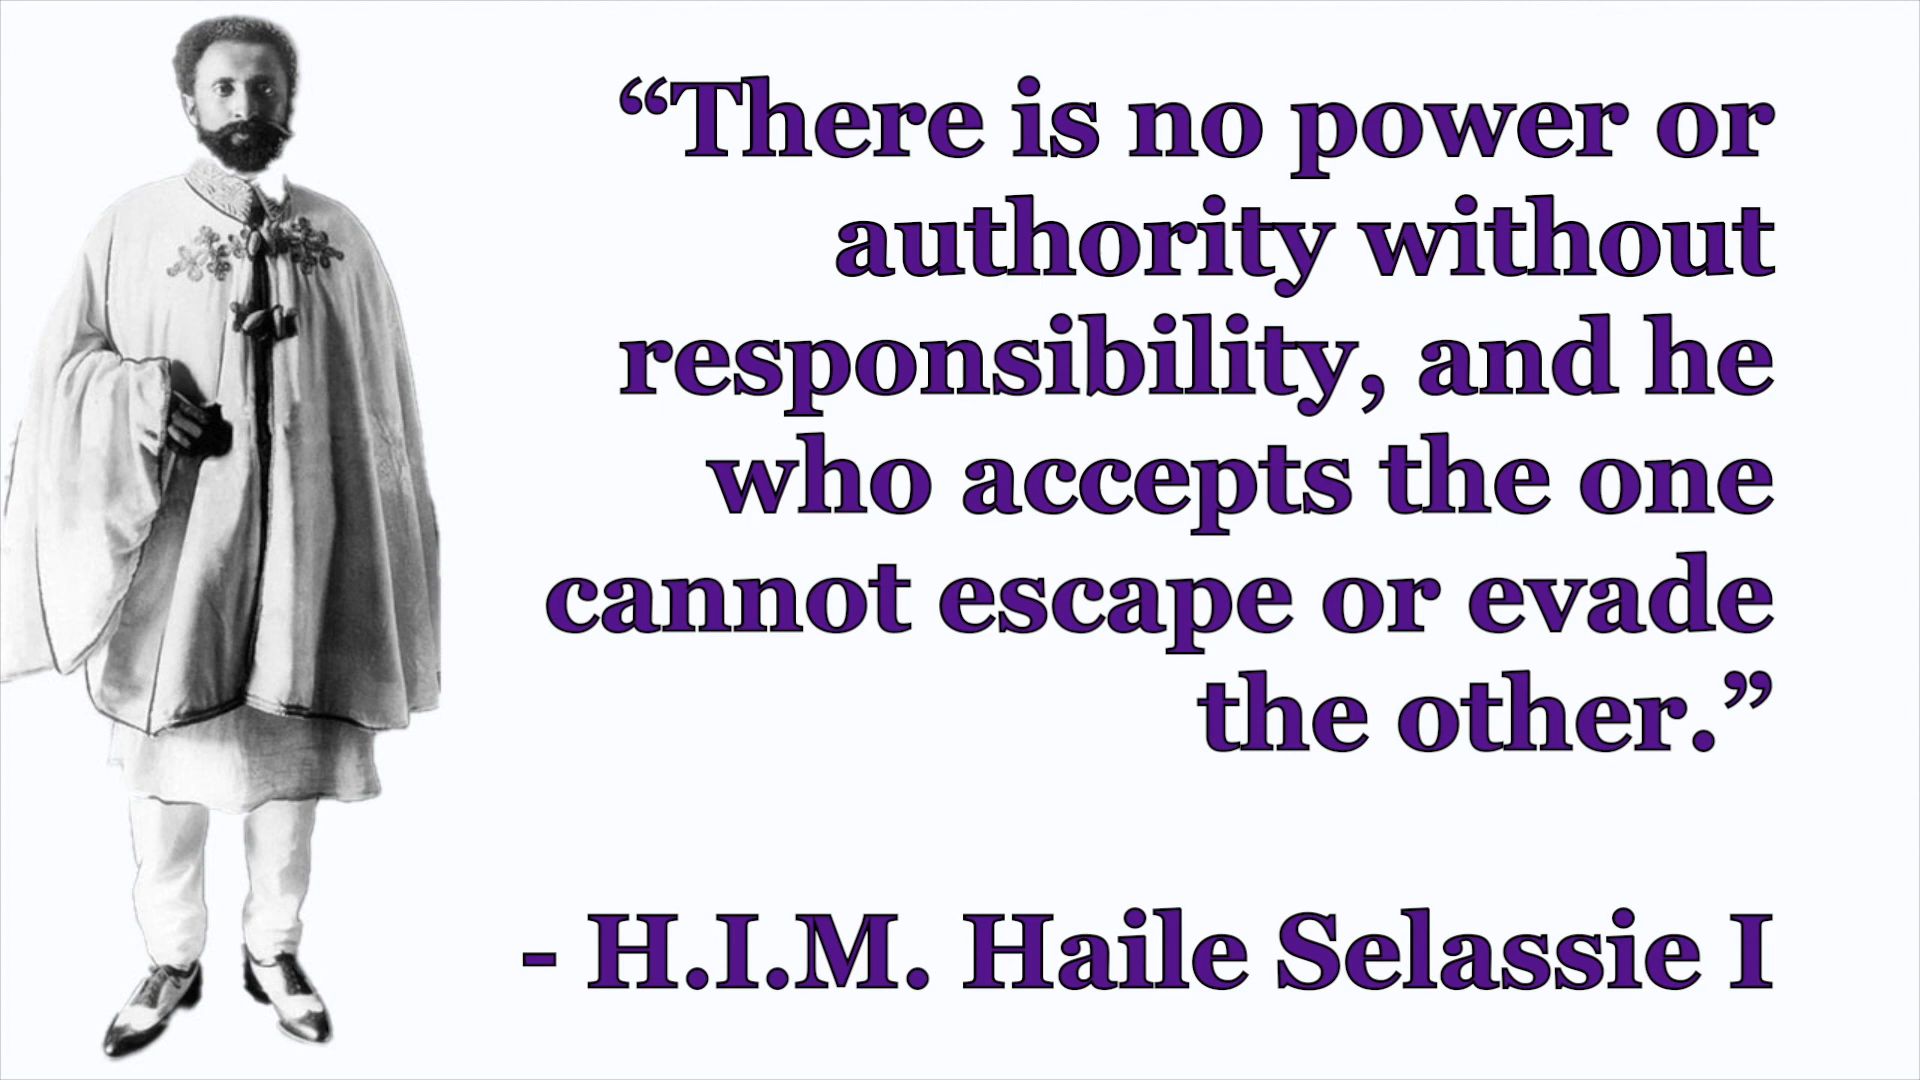 “There is no power or
authority without
responsibility, and he
who accepts the one
cannot escape or evade
the other.”
- H.I.M. Haile Selassie I